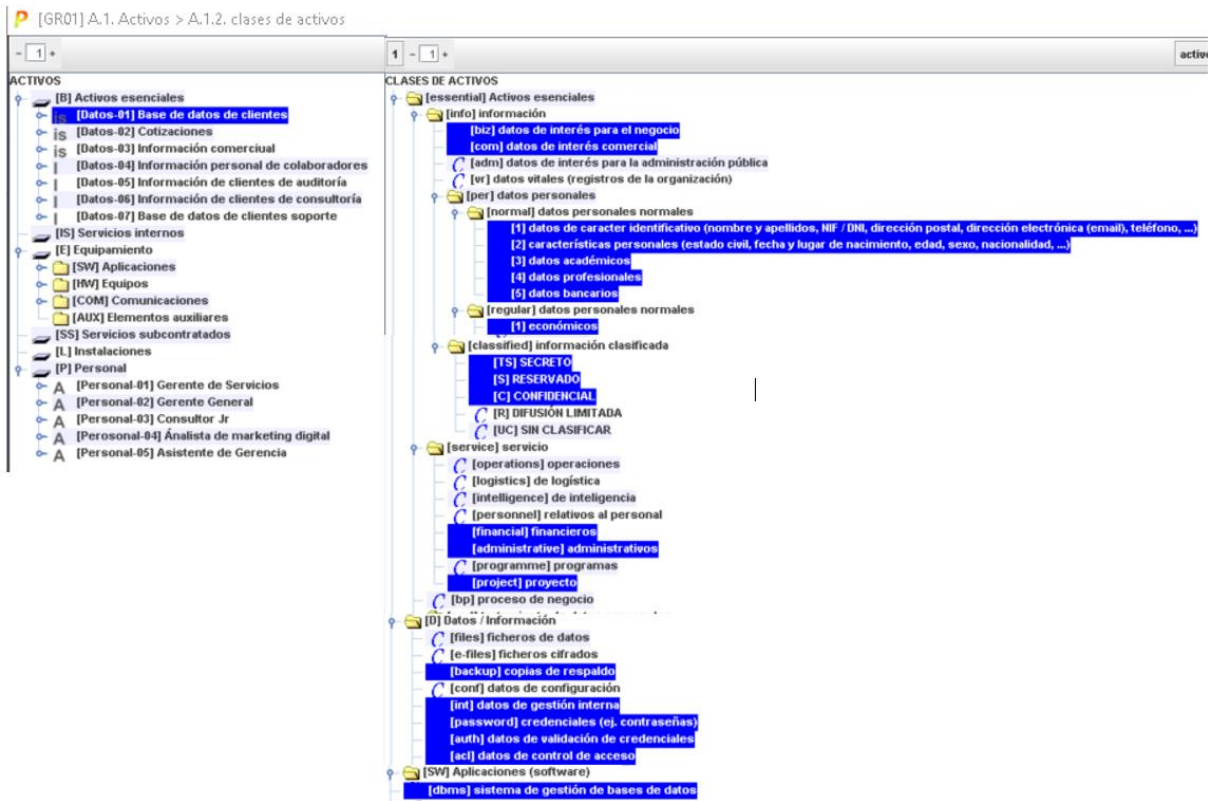 [GR01] A.1. Activos > A.1.2. clases de activos
- 1 +
ACTIVOS
[B] Activos esenciales
is [Datos-01] Base de datos de clientes
is [Datos-02] Cotizaciones
is [Datos-03] Información comerciual
I [Datos-04] Información personal de colaboradores
I [Datos-05] Información de clientes de auditoría
I [Datos-06] Información de clientes de consultoría
I [Datos-07] Base de datos de clientes soporte
[IS] Servicios internos
[E] Equipamiento
[SW] Aplicaciones
[HW] Equipos
[COM] Comunicaciones
[AUX] Elementos auxiliares
[SS] Servicios subcontratados
[L] Instalaciones
[P] Personal
A [Personal-01] Gerente de Servicios
A [Personal-02] Gerente General
A [Personal-03] Consultor Jr
A [Perosonal-04] Ánalista de marketing digital
A [Personal-05] Asistente de Gerencia
1 - 1 + active
CLASES DE ACTIVOS
[essential] Activos esenciales
[info] información
[biz] datos de interés para el negocio
[com] datos de interés comercial
C [adm] datos de interés para la administración pública
C [vr] datos vitales (registros de la organización)
[per] datos personales
[normal] datos personales normales
[1] datos de caracter identificativo (nombre y apellidos, NIF / DNI, dirección postal, dirección electrónica (email), teléfono, ...)
[2] características personales (estado civil, fecha y lugar de nacimiento, edad, sexo, nacionalidad, ...)
[3] datos académicos
[4] datos profesionales
[5] datos bancarios
[regular] datos personales normales
[1] económicos
[classified] información clasificada
[TS] SECRETO
[S] RESERVADO
[C] CONFIDENCIAL
C [R] DIFUSIÓN LIMITADA
C [UC] SIN CLASIFICAR
[service] servicio
C [operations] operaciones
C [logistics] de logística
C [intelligence] de inteligencia
C [personnel] relativos al personal
[financial] financieros
[administrative] administrativos
C [programme] programas
[project] proyecto
C [bp] proceso de negocio
[D] Datos / Información
C [files] ficheros de datos
C [e-files] ficheros cifrados
[backup] copias de respaldo
C [conf] datos de configuración
[int] datos de gestión interna
[password] credenciales (ej. contraseñas)
[auth] datos de validación de credenciales
[acl] datos de control de acceso
[SW] Aplicaciones (software)
[dbms] sistema de gestión de bases de datos